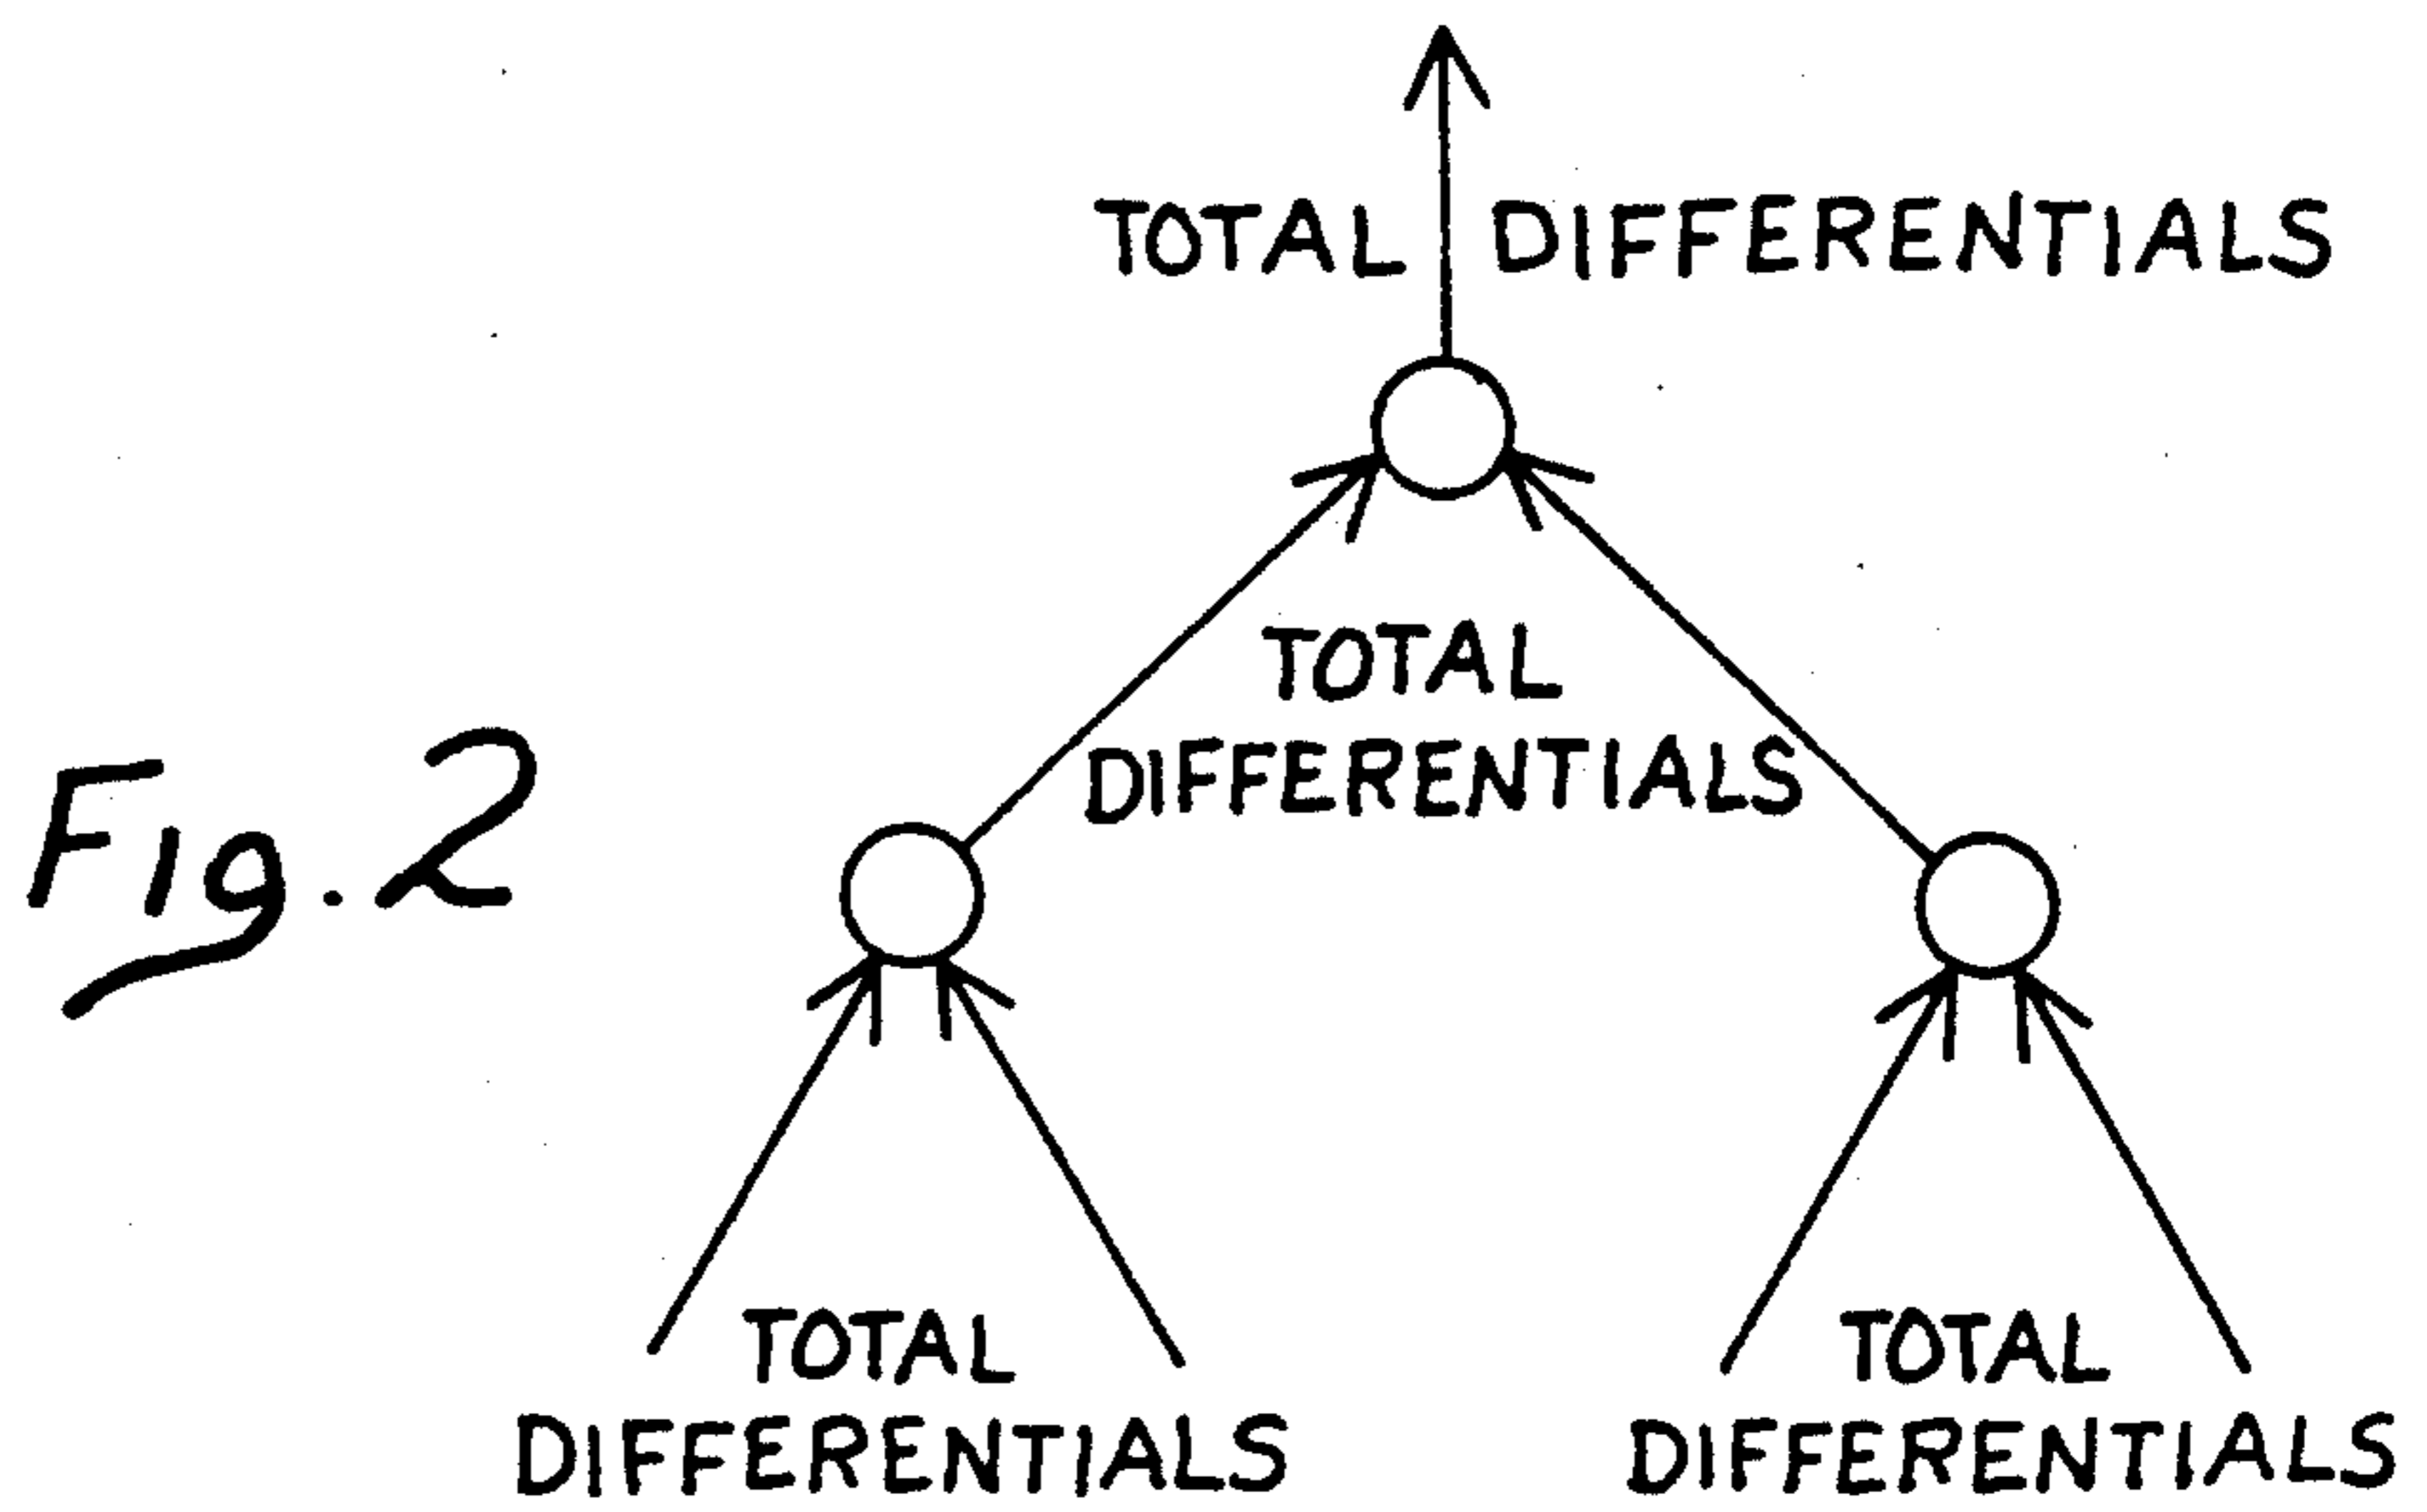 TOTAL DIFFERENTIALS
TOTAL
DIFFERENTIALS
Fig. 2
TOTAL
DIFFERENTIALS
TOTAL
DIFFERENTIALS